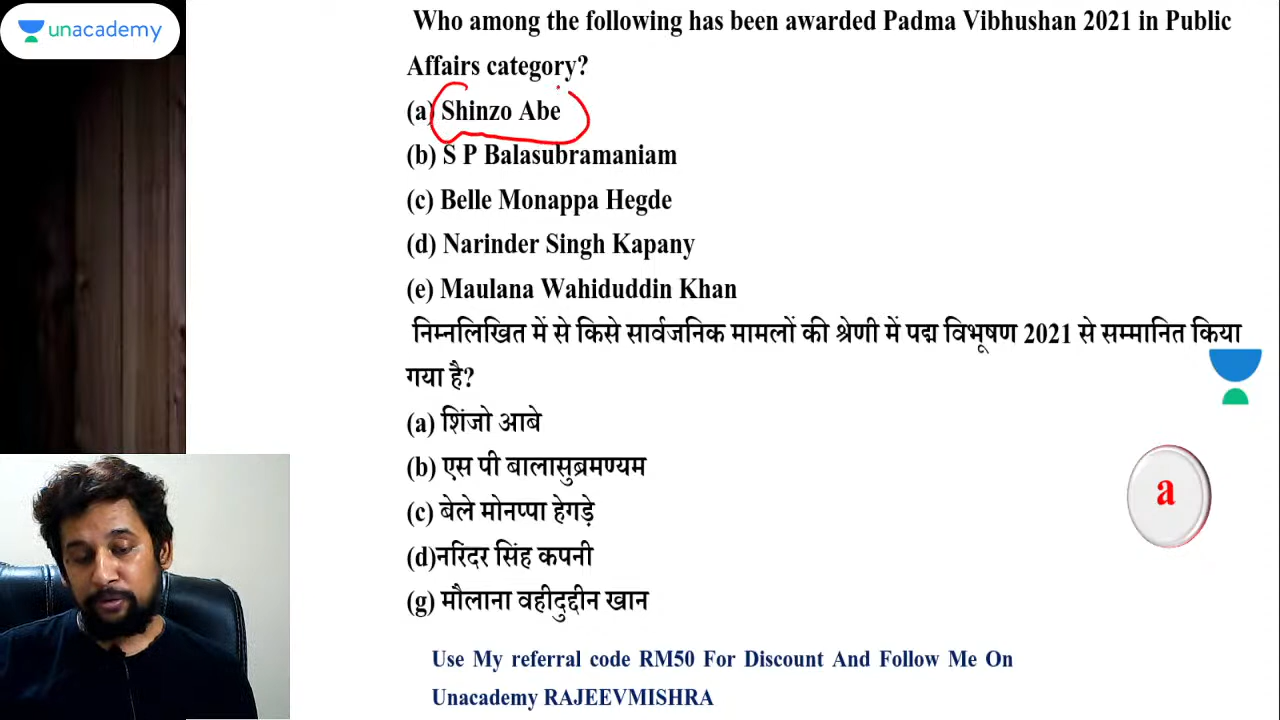 unacademy
Who among the following has been awarded Padma Vibhushan 2021 in Public
Affairs category?
(a) Shinzo Abe
(b) S P Balasubramaniam
(c) Belle Monappa Hegde
(d) Narinder Singh Kapany
(e) Maulana Wahiduddin Khan
निम्नलिखित में से किसे सार्वजनिक मामलों की श्रेणी में पद्म विभूषण 2021 से सम्मानित किया
गया है?
(a) शिंजो आबे
(b) एस पी बालासुब्रमण्यम
(c) बेले मोनप्पा हेगड़े
(d)नरिंदर सिंह कपनी
(g) मौलाना वहीदुद्दीन खान
a
Use My referral code RM50 For Discount And Follow Me On
Unacademy RAJEEVMISHRA